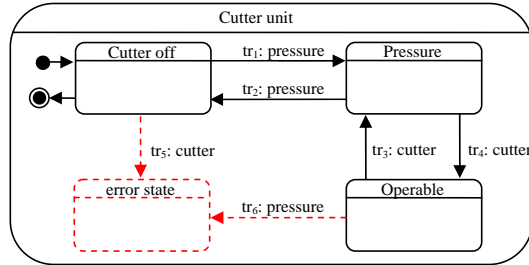 Cutter unit
Cutter off
tr₁: pressure
Pressure
tr₂: pressure
tr₅: cutter
tr₃: cutter
tr₄: cutter
error state
tr₆: pressure
Operable